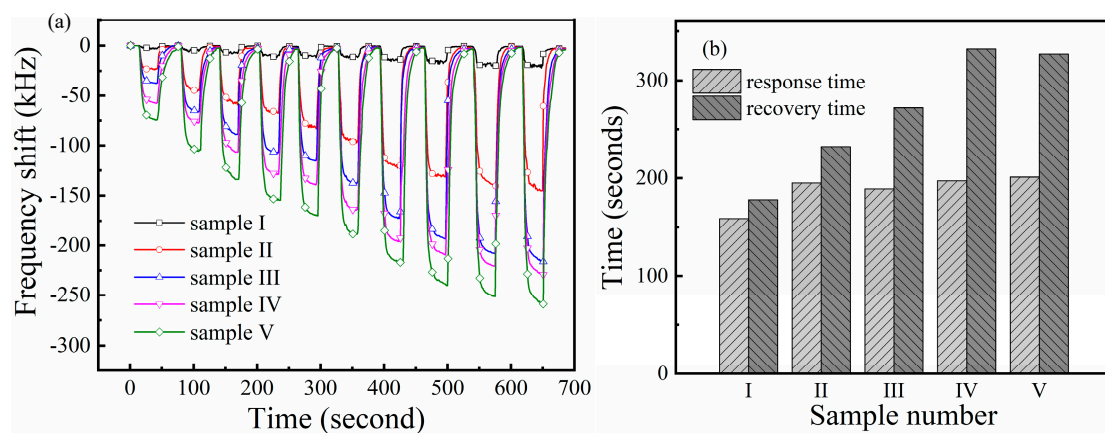 (a)
Frequency shift (kHz)
0
-50
-100
-150
-200
-250
-300
sample I
sample II
sample III
sample IV
sample V
0 100 200 300 400 500 600 700
Time (second)
(b)
Time (seconds)
300
200
100
0
response time
recovery time
I II III IV V
Sample number